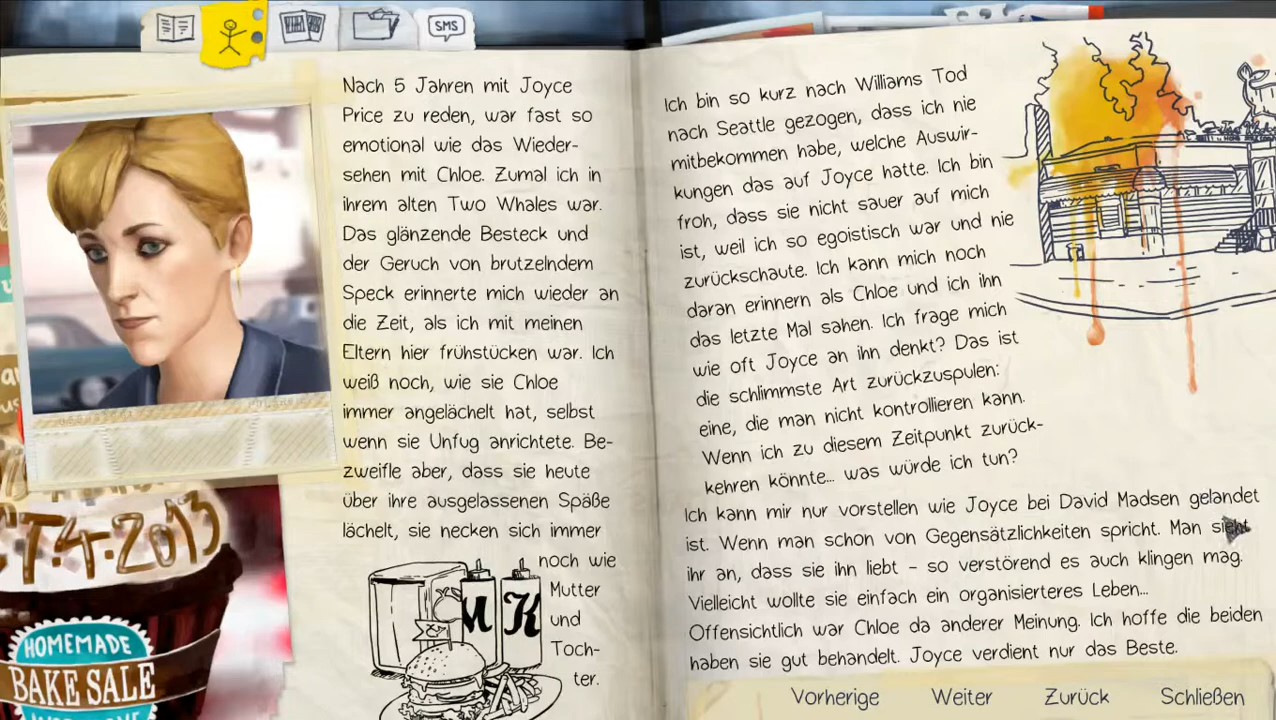 SMS
Nach 5 Jahren mit Joyce
Price zu reden, war fast so
emotional wie das Wieder-
sehen mit Chloe. Zumal ich in
ihrem alten Two Whales war.
Das glänzende Besteck und
der Geruch von brutzelndem
Speck erinnerte mich wieder an
die Zeit, als ich mit meinen
Eltern hier frühstücken war. Ich
weiß noch, wie sie Chloe
immer angelächelt hat, selbst
wenn sie Unfug anrichtete. Be-
zweifle aber, dass sie heute
über ihre ausgelassenen Späße
lächelt, sie necken sich immer
noch wie
Mutter
und
Toch-
ter.
M K
Ich bin so kurz nach Williams Tod
nach Seattle gezogen, dass ich nie
mitbekommen habe, welche Auswir-
kungen das auf Joyce hatte. Ich bin
froh, dass sie nicht sauer auf mich
ist, weil ich so egoistisch war und nie
zurückschaute. Ich kann mich noch
daran erinnern als Chloe und ich ihn
das letzte Mal sahen. Ich frage mich
wie oft Joyce an ihn denkt? Das ist
die schlimmste Art zurückzuspulen:
eine, die man nicht kontrollieren kann.
Wenn ich zu diesem Zeitpunkt zurück-
kehren könnte... was würde ich tun?
Ich kann mir nur vorstellen wie Joyce bei David Madsen gelandet
ist. Wenn man schon von Gegensätzlichkeiten spricht. Man sieht
ihr an, dass sie ihn liebt - so verstörend es auch klingen mag.
Vielleicht wollte sie einfach ein organisierteres Leben...
Offensichtlich war Chloe da anderer Meinung. Ich hoffe die beiden
haben sie gut behandelt. Joyce verdient nur das Beste.
CT.4.2013
HOMEMADE
BAKE SALE
Vorherige Weiter Zurück Schließen